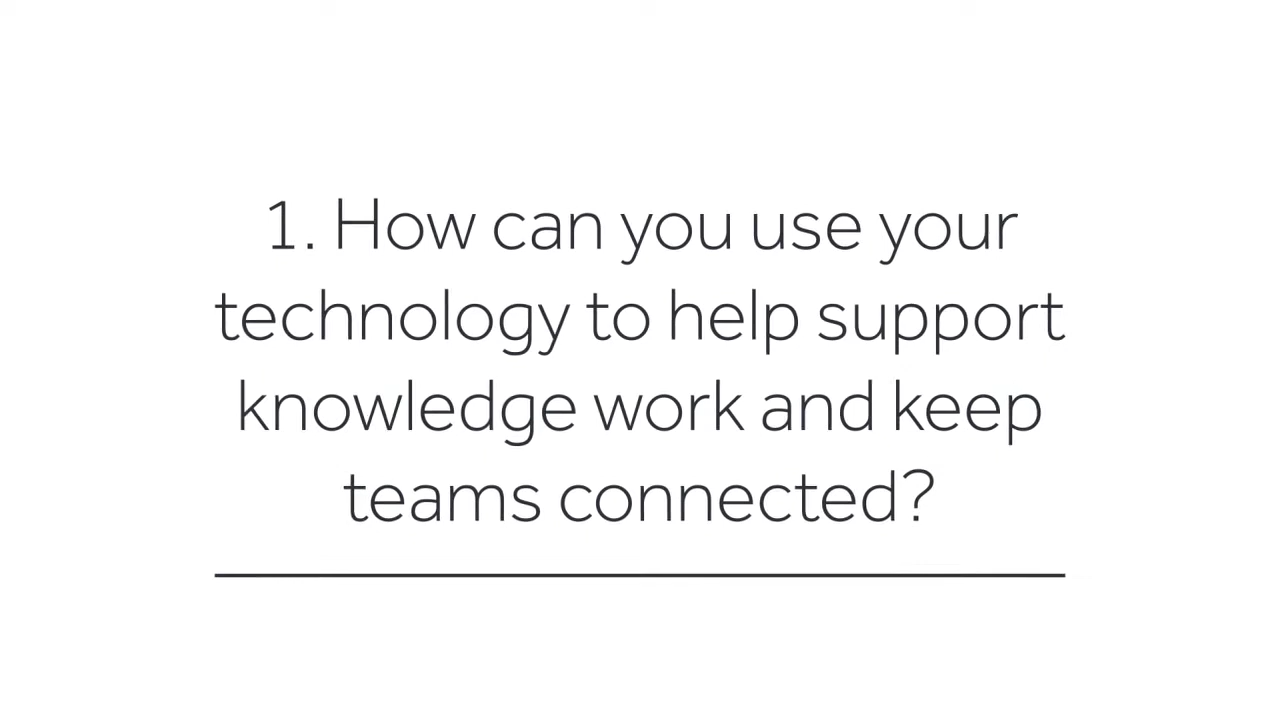 1. How can you use your
technology to help support
knowledge work and keep
teams connected?